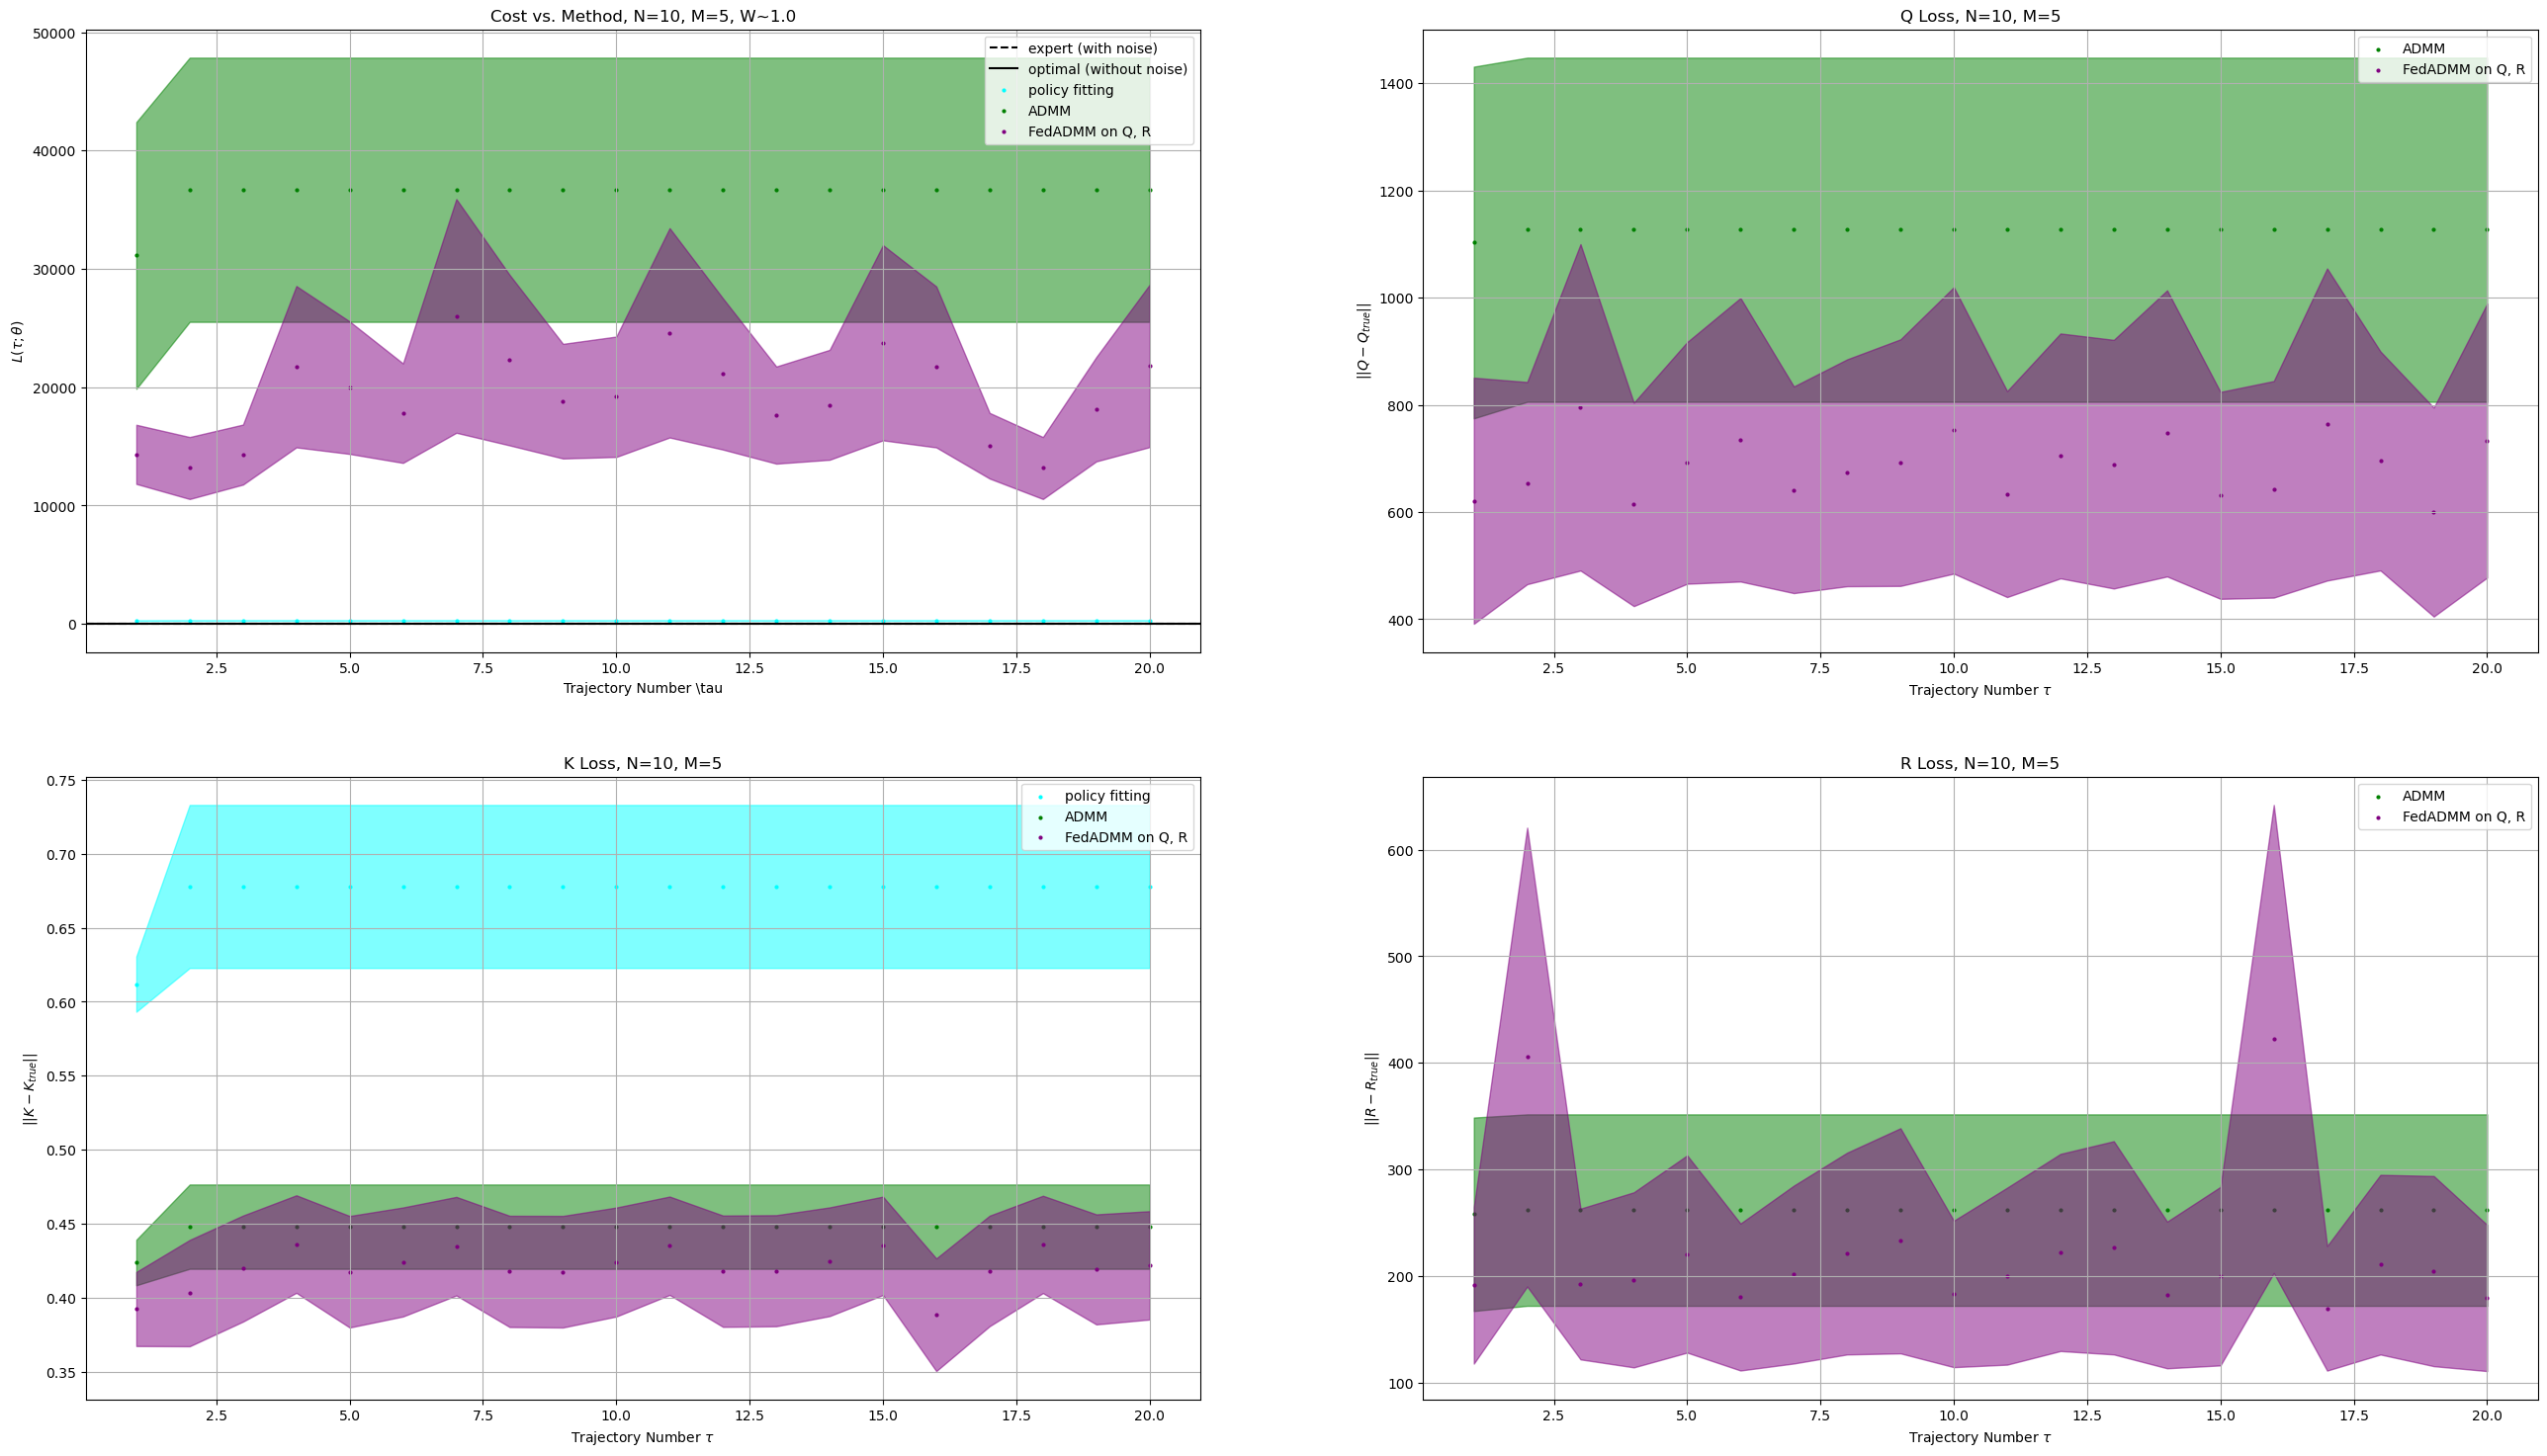 Cost vs. Method, N=10, M=5, W~1.0
50000
40000
30000
20000
10000
0
L(τ;θ)
expert (with noise)
optimal (without noise)
policy fitting
ADMM
FedADMM on Q, R
2.5 5.0 7.5 10.0 12.5 15.0 17.5 20.0
Trajectory Number \tau
Q Loss, N=10, M=5
1400
1200
1000
800
600
400
||Q − Q_{true}||
ADMM
FedADMM on Q, R
2.5 5.0 7.5 10.0 12.5 15.0 17.5 20.0
Trajectory Number τ
K Loss, N=10, M=5
0.75
0.70
0.65
0.60
0.55
0.50
0.45
0.40
0.35
||K − K_{true}||
policy fitting
ADMM
FedADMM on Q, R
2.5 5.0 7.5 10.0 12.5 15.0 17.5 20.0
Trajectory Number τ
R Loss, N=10, M=5
600
500
400
300
200
100
||R − R_{true}||
ADMM
FedADMM on Q, R
2.5 5.0 7.5 10.0 12.5 15.0 17.5 20.0
Trajectory Number τ